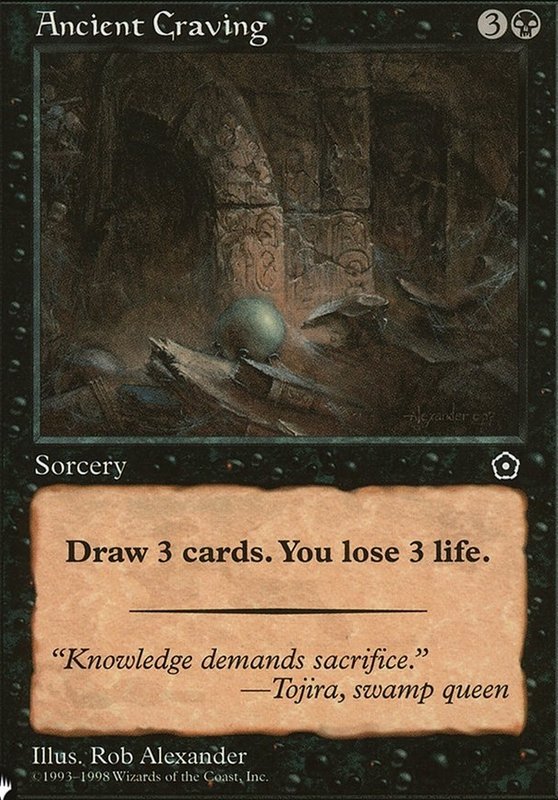 Ancient Craving 3
Alexander
Sorcery
Draw 3 cards. You lose 3 life.
“Knowledge demands sacrifice.”
—Tojira, swamp queen
Illus. Rob Alexander
©1993–1998 Wizards of the Coast, Inc.